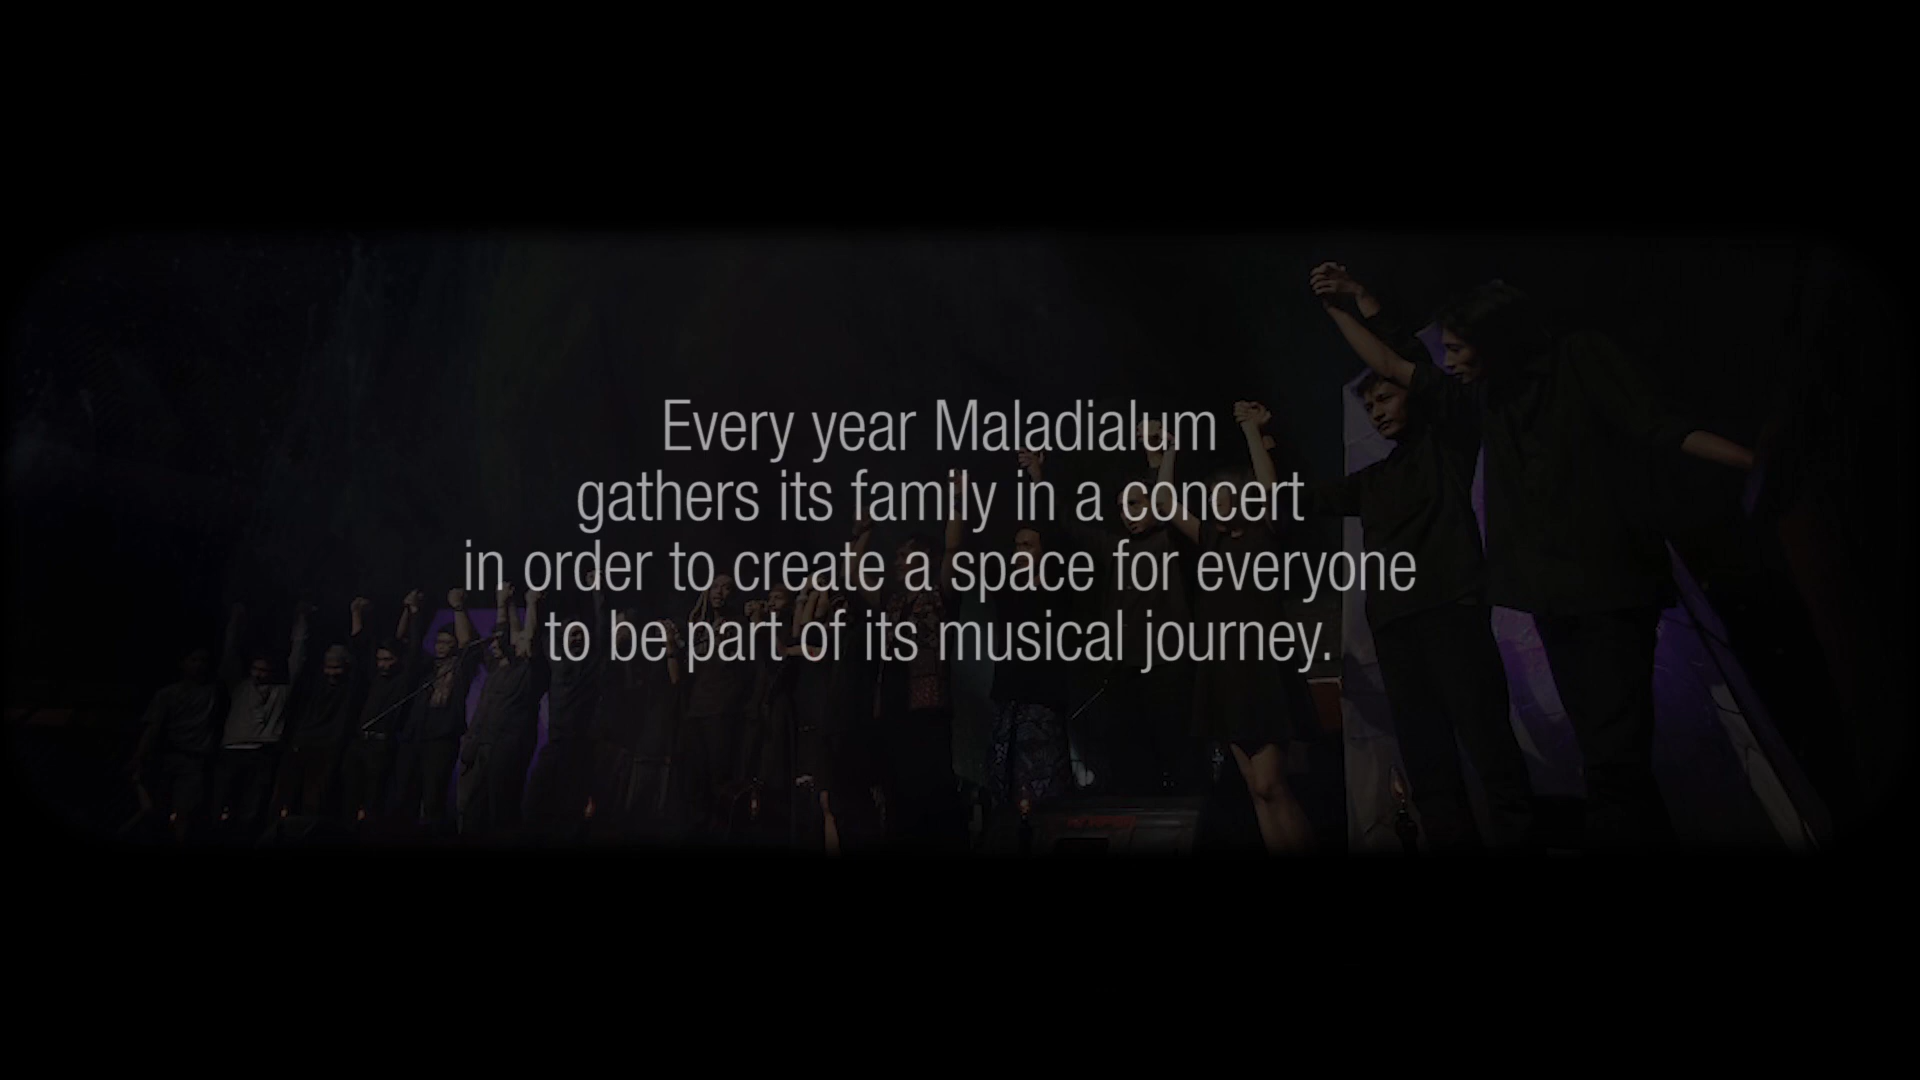 Every year Maladialum
gathers its family in a concert
in order to create a space for everyone
to be part of its musical journey.